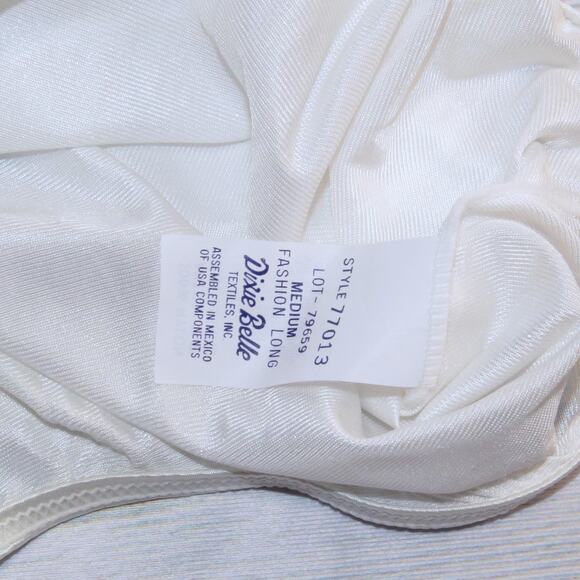 STYLE 77013
LOT- 79659
MEDIUM
FASHION LONG
Dixie Belle
TEXTILES, INC
ASSEMBLED IN MEXICO
OF USA COMPONENTS